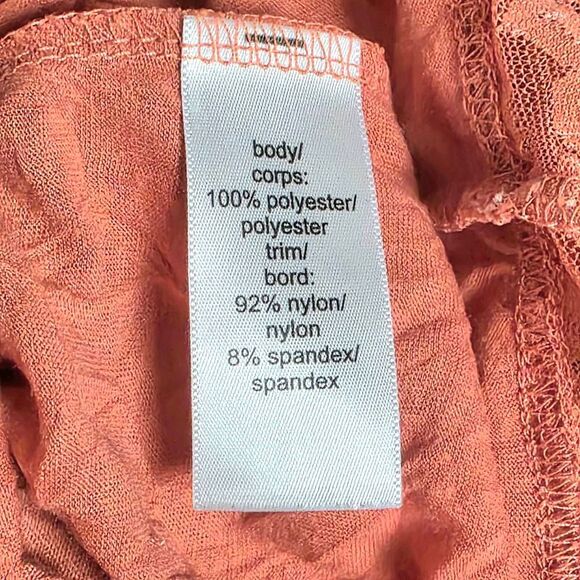 body/
corps:
100% polyester/
polyester
trim/
bord:
92% nylon/
nylon
8% spandex/
spandex